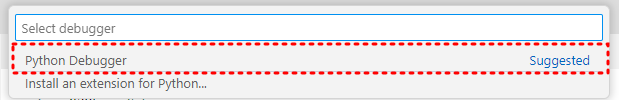 Select debugger
Python Debugger Suggested
Install an extension for Python...